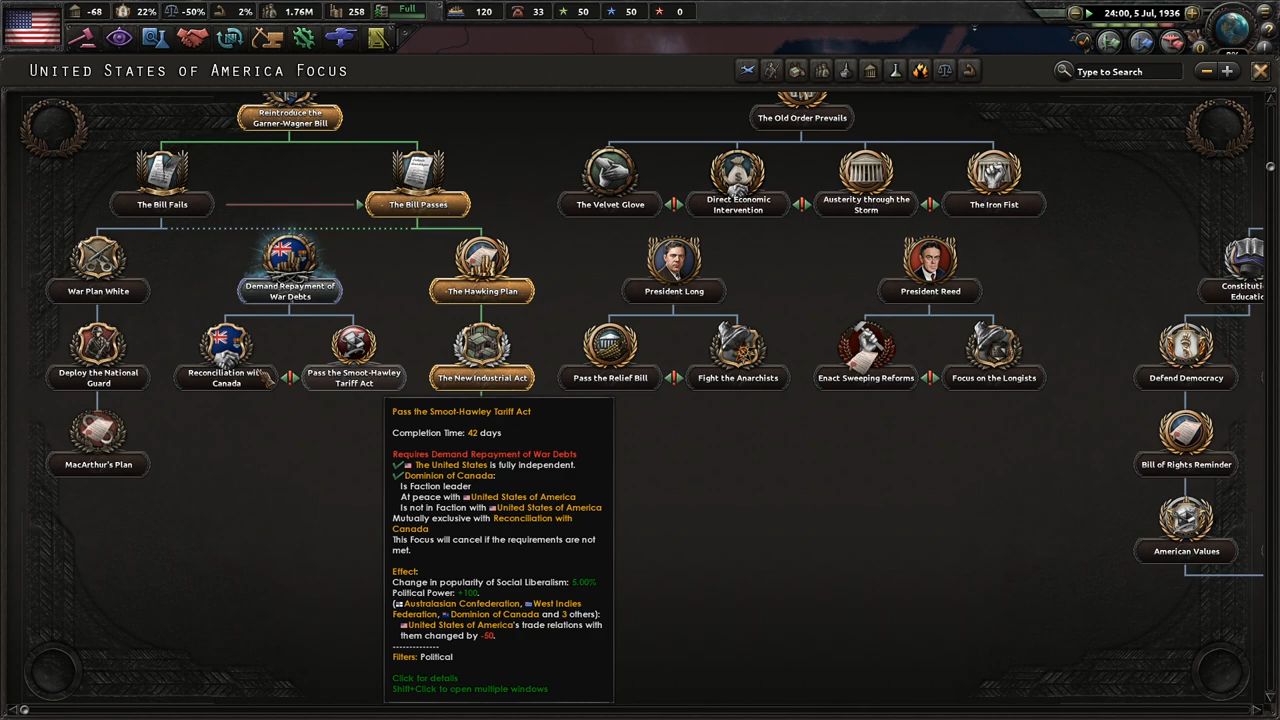 -68
22%
-50%
2%
1.76M
258
Full
120
33
50
50
0
24:00, 5 Jul, 1936
UNITED STATES OF AMERICA FOCUS
Type to Search
Reintroduce the
Garner-Wagner Bill
The Old Order Prevails
The Bill Fails
The Bill Passes
The Velvet Glove
Direct Economic
Intervention
Austerity through the
Storm
The Iron Fist
War Plan White
Demand Repayment of
War Debts
The Hawking Plan
President Long
President Reed
Constituti
Educatio
Deploy the National
Guard
Reconciliation with
Canada
Pass the Smoot-Hawley
Tariff Act
The New Industrial Act
Pass the Relief Bill
Fight the Anarchists
Enact Sweeping Reforms
Focus on the Longists
Defend Democracy
MacArthur's Plan
Bill of Rights Reminder
American Values
Pass the Smoot-Hawley Tariff Act
Completion Time: 42 days
Requires Demand Repayment of War Debts
The United States is fully independent.
Dominion of Canada:
Is Faction leader
At peace with United States of America
Is not in Faction with United States of America
Mutually exclusive with Reconciliation with
Canada
This Focus will cancel if the requirements are not
met.
Effect:
Change in popularity of Social Liberalism: 5.00%
Political Power: +100.
(Australasian Confederation, West Indies
Federation, Dominion of Canada and 3 others):
United States of America's trade relations with
them changed by -50.
--------------
Filters: Political
Click for details
Shift+Click to open multiple windows